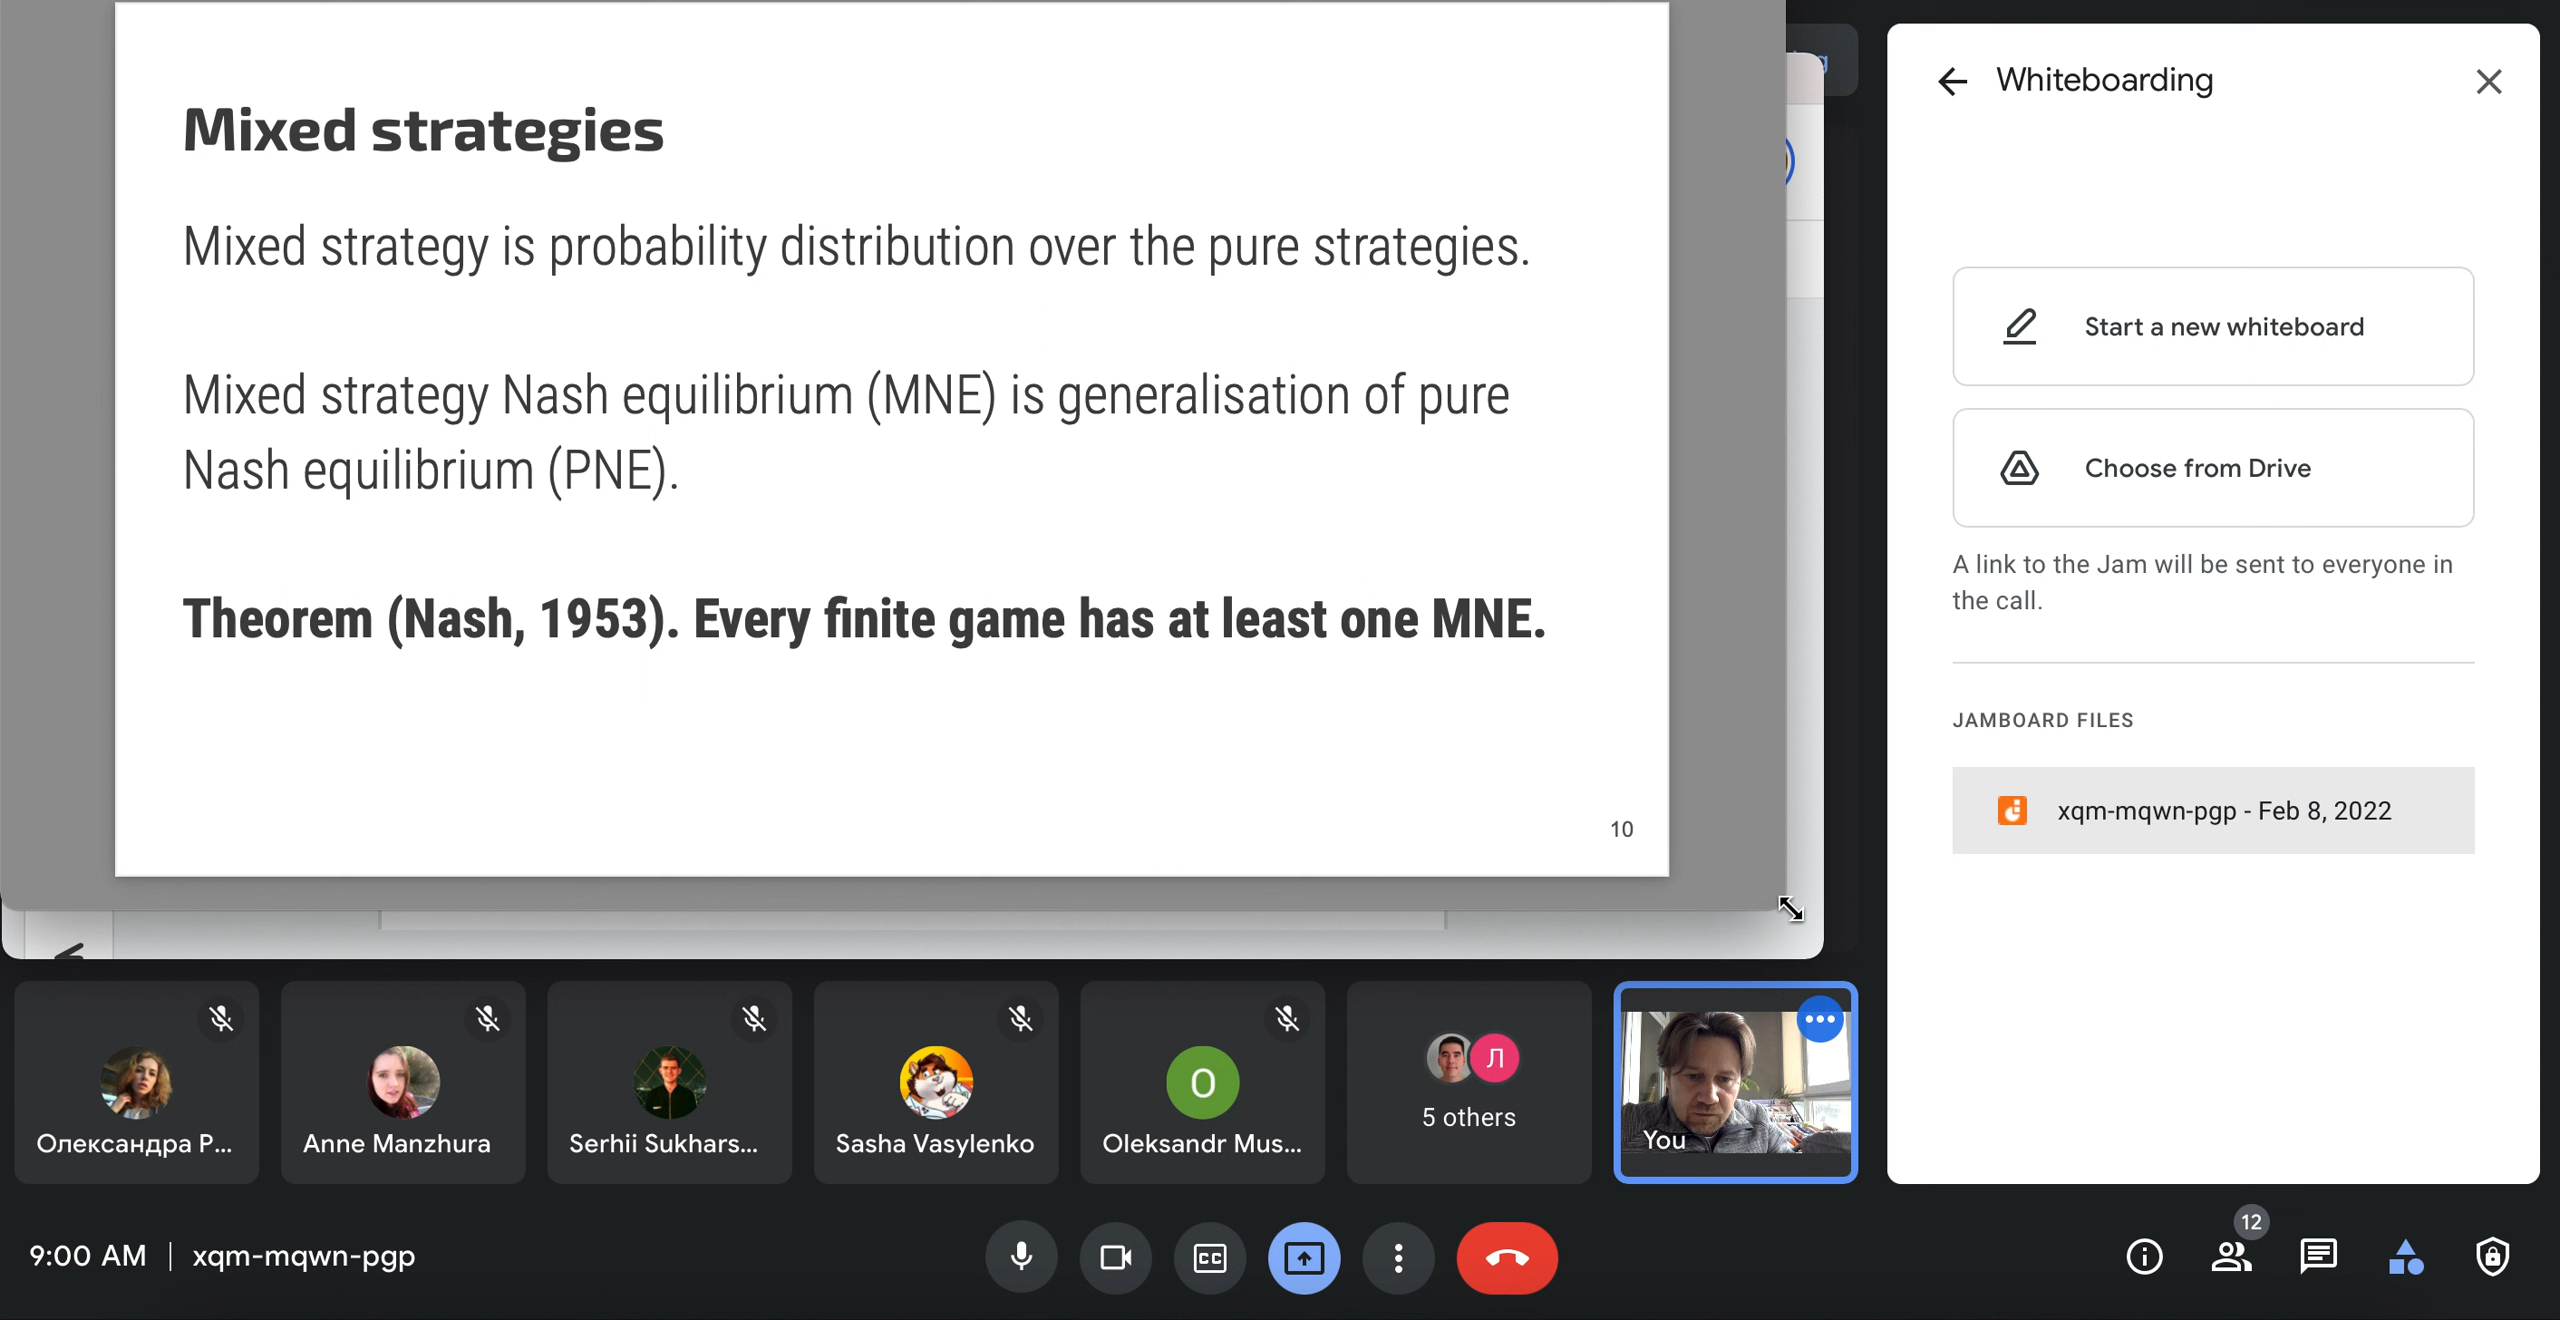 Mixed strategies
Mixed strategy is probability distribution over the pure strategies.
Mixed strategy Nash equilibrium (MNE) is generalisation of pure
Nash equilibrium (PNE).
Theorem (Nash, 1953). Every finite game has at least one MNE.
10
Whiteboarding
Start a new whiteboard
Choose from Drive
A link to the Jam will be sent to everyone in
the call.
JAMBOARD FILES
xqm-mqwn-pgp - Feb 8, 2022
Олександра Р...
Anne Manzhura
Serhii Sukhars...
Sasha Vasylenko
O
Oleksandr Mus...
Л
5 others
You
9:00 AM | xqm-mqwn-pgp
CC
12